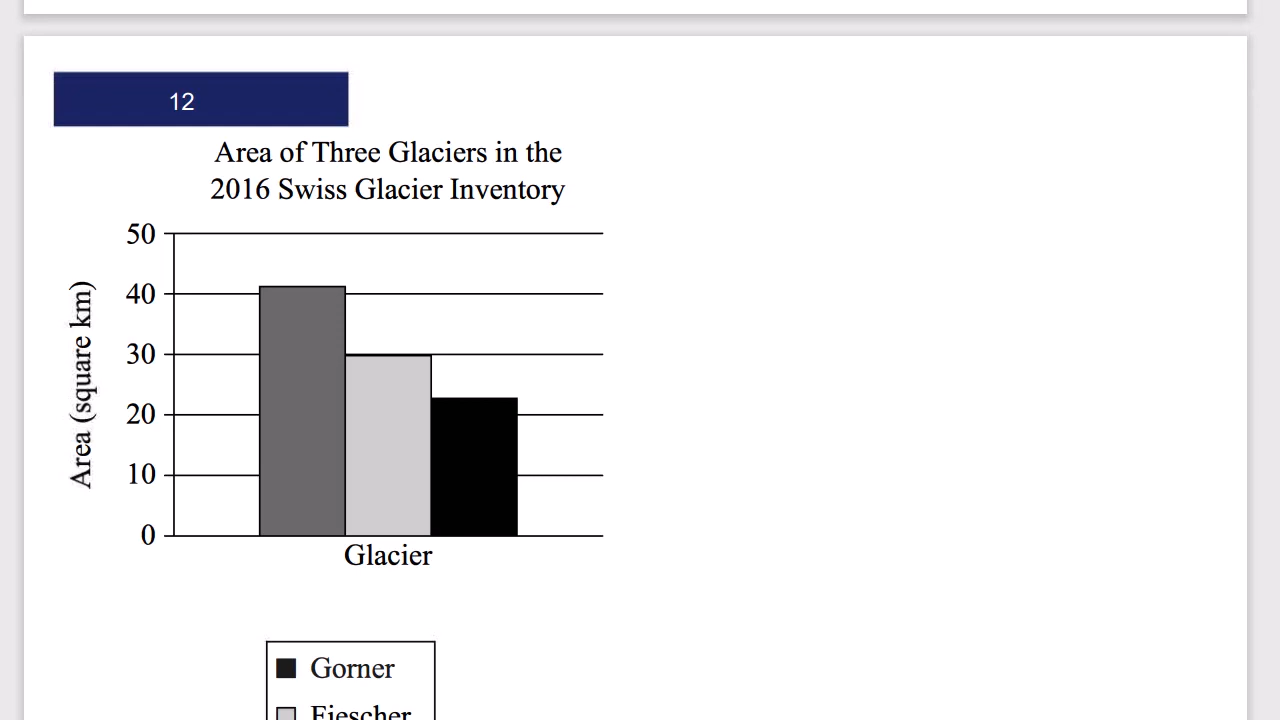 12
Area of Three Glaciers in the
2016 Swiss Glacier Inventory
50
40
30
20
10
0
Area (square km)
Glacier
Gorner
Fiescher